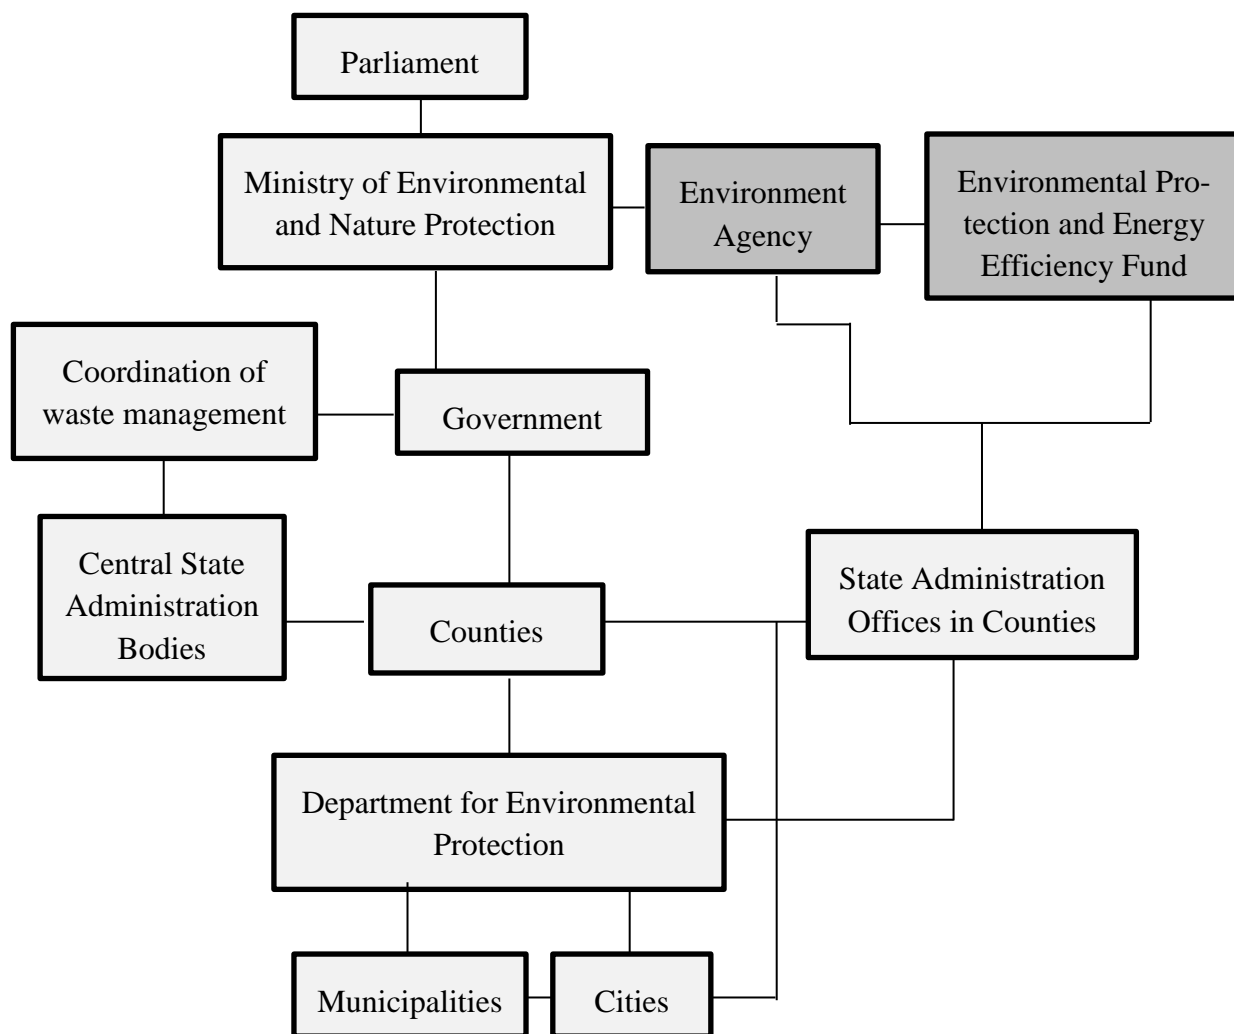 Parliament
Ministry of Environmental
and Nature Protection
Environment
Agency
Environmental Pro-
tection and Energy
Efficiency Fund
Coordination of
waste management
Government
Central State
Administration
Bodies
Counties
State Administration
Offices in Counties
Department for Environmental
Protection
Municipalities
Cities